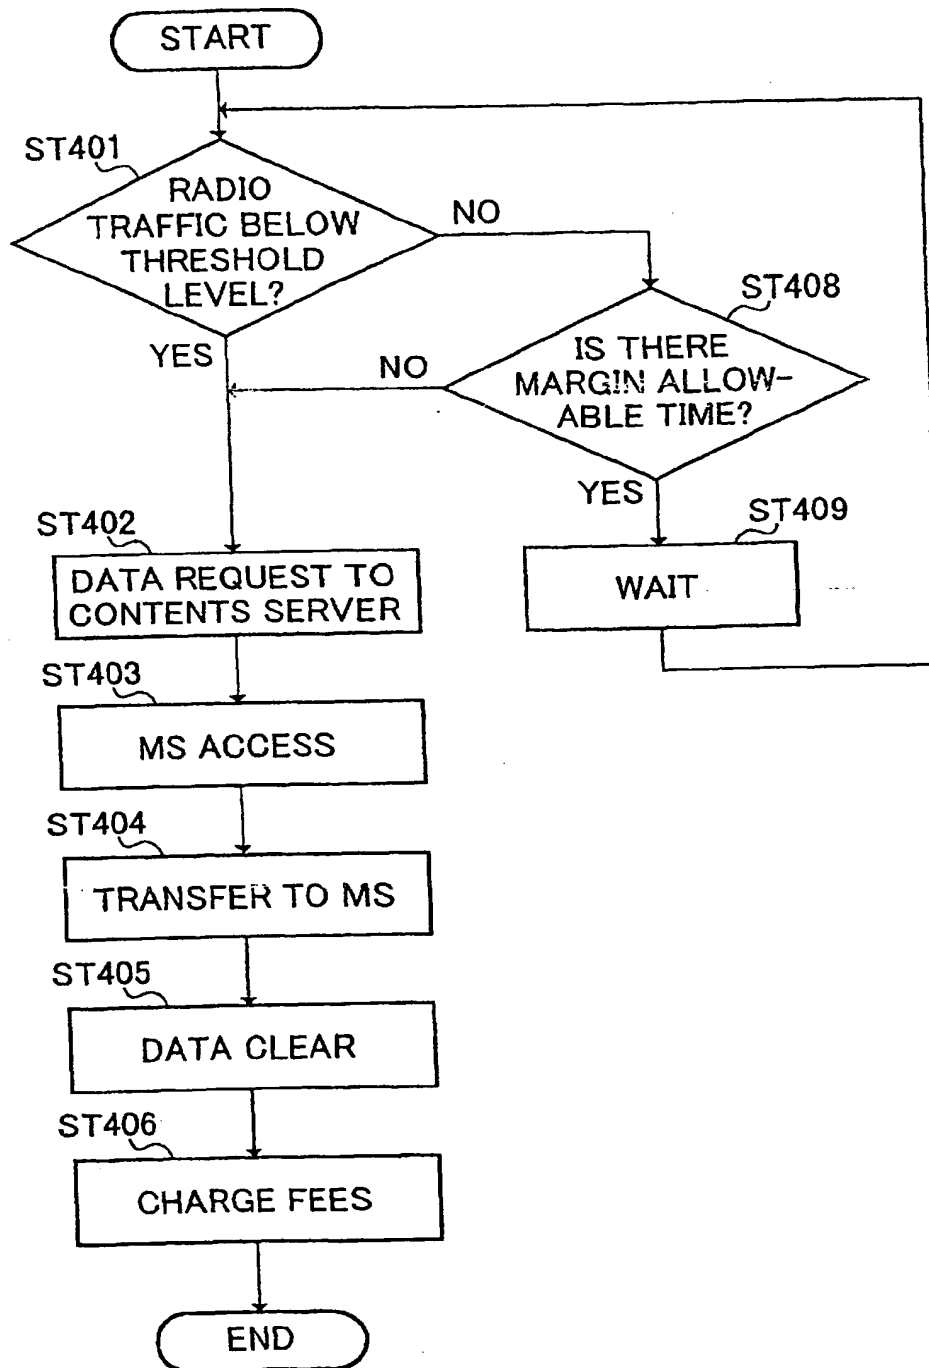 START
ST401
RADIO
TRAFFIC BELOW
THRESHOLD
LEVEL?
NO
YES
ST408
IS THERE
MARGIN ALLOW-
ABLE TIME?
NO
YES
ST409
WAIT
ST402
DATA REQUEST TO
CONTENTS SERVER
ST403
MS ACCESS
ST404
TRANSFER TO MS
ST405
DATA CLEAR
ST406
CHARGE FEES
END